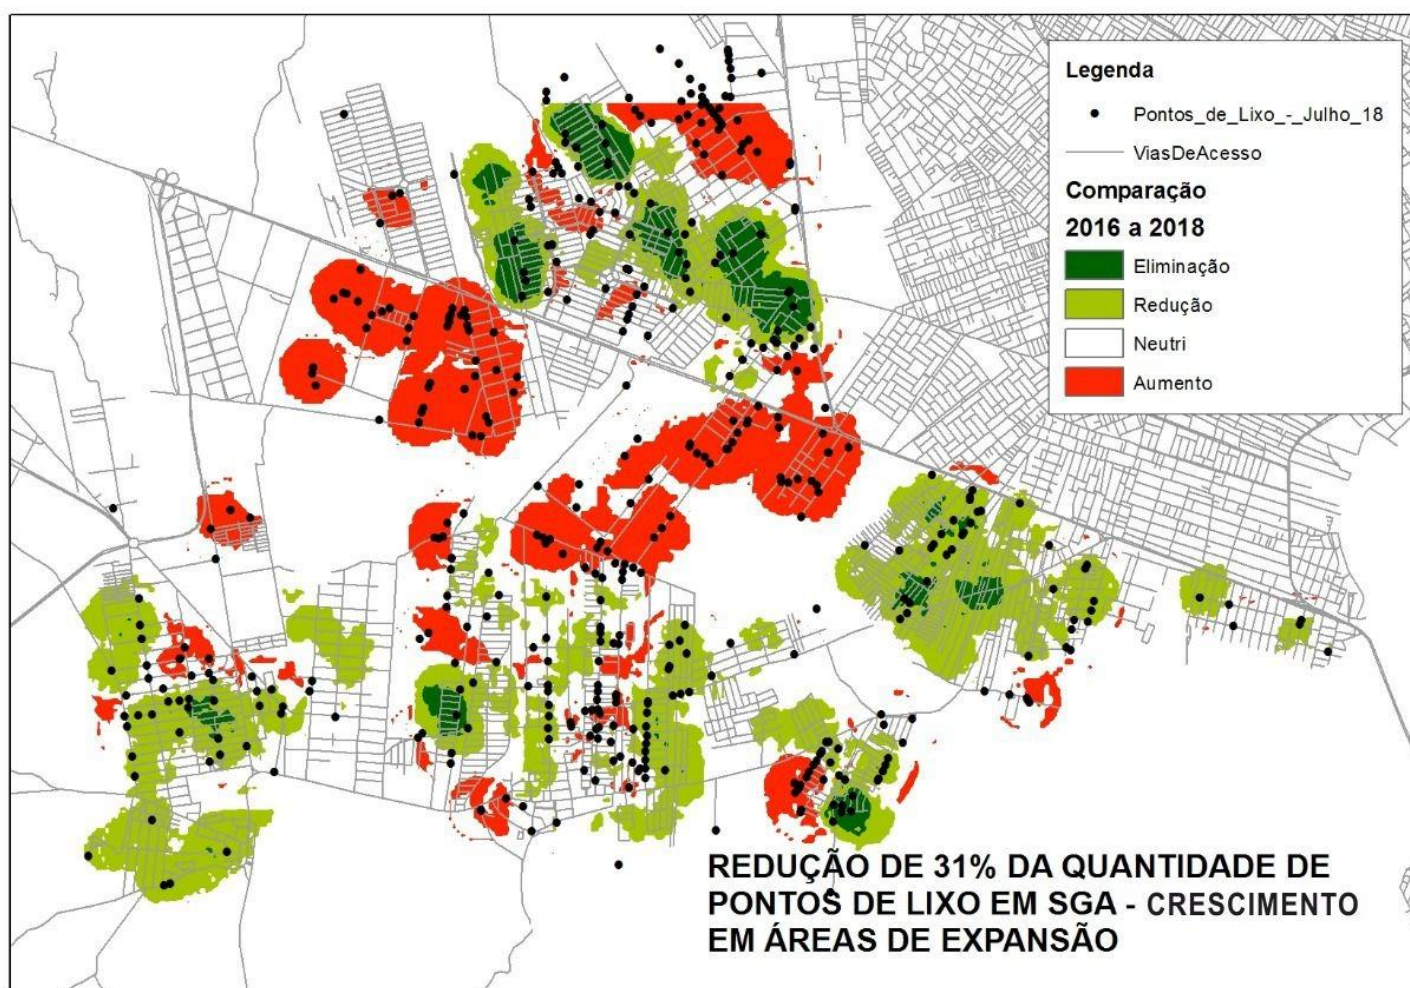 Legenda
Pontos_de_Lixo_-_Julho_18
ViasDeAcesso
Comparação
2016 a 2018
Eliminação
Redução
Neutri
Aumento
REDUÇÃO DE 31% DA QUANTIDADE DE
PONTOS DE LIXO EM SGA - CRESCIMENTO
EM ÁREAS DE EXPANSÃO